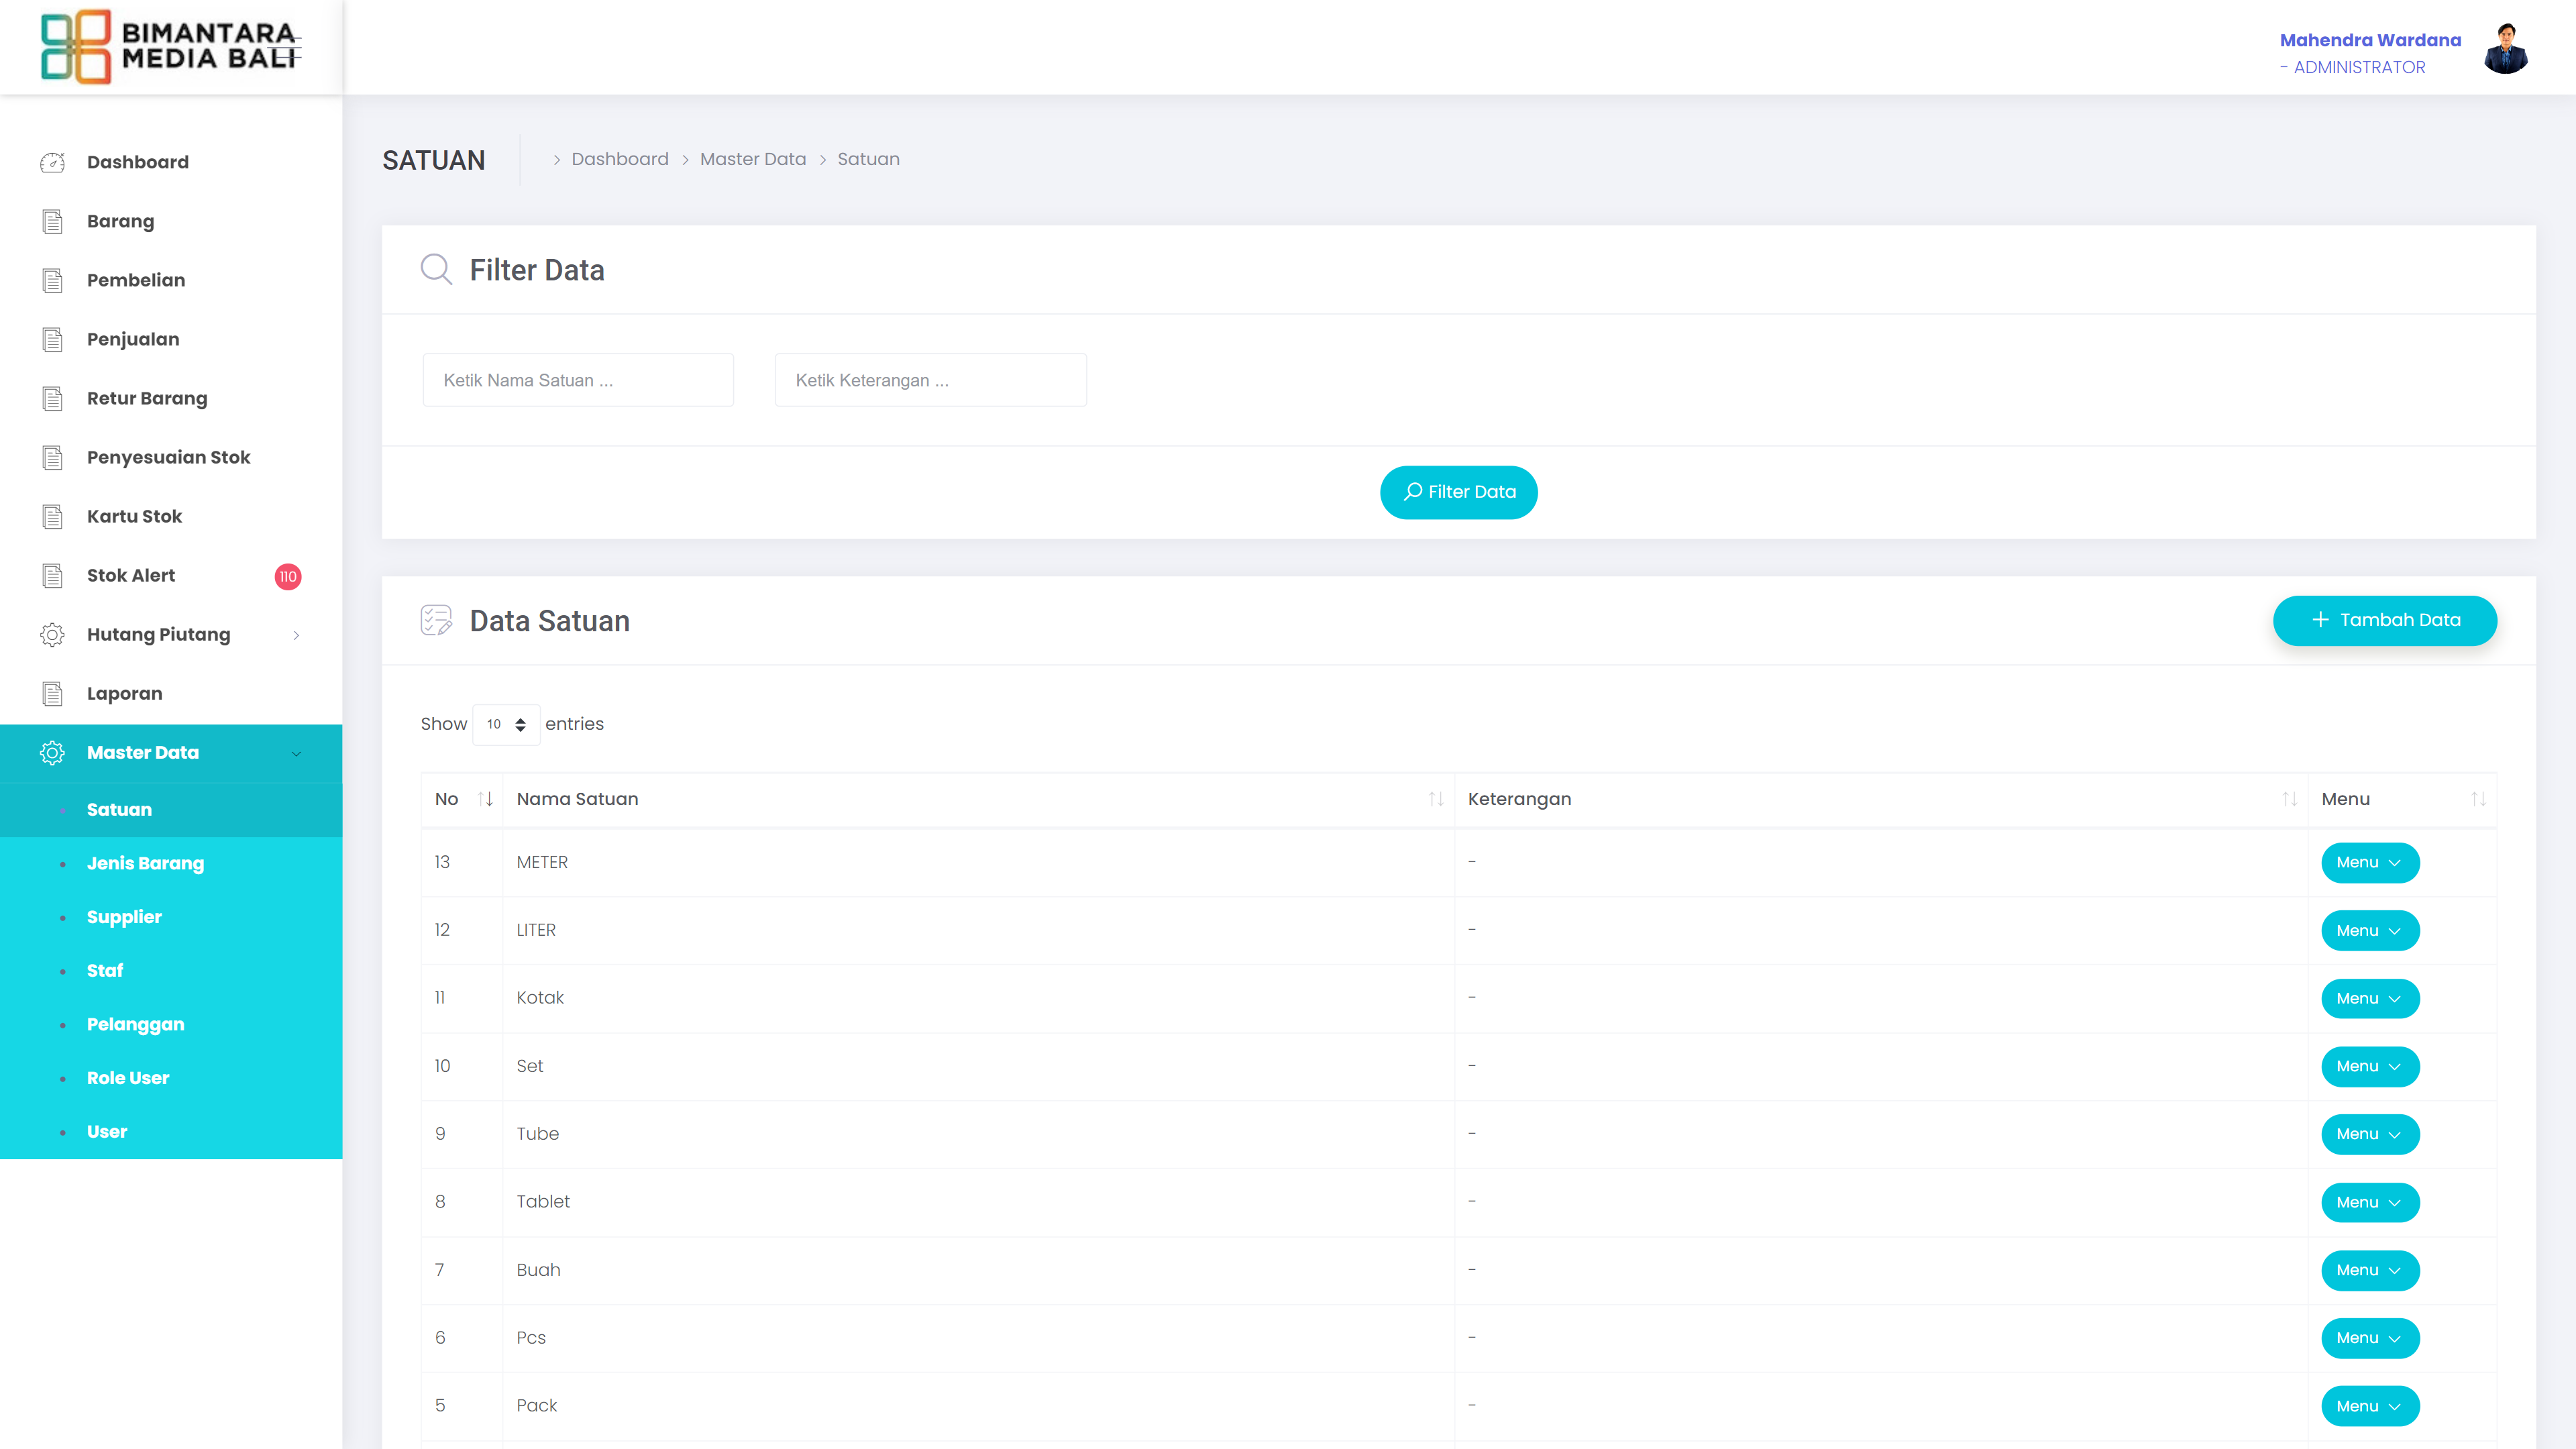 BIMANTARA
MEDIA BALI
Mahendra Wardana
- ADMINISTRATOR
Dashboard
Barang
Pembelian
Penjualan
Retur Barang
Penyesuaian Stok
Kartu Stok
Stok Alert 110
Hutang Piutang
Laporan
Master Data
Satuan
Jenis Barang
Supplier
Staf
Pelanggan
Role User
User
SATUAN > Dashboard > Master Data > Satuan
Filter Data
Ketik Nama Satuan ... Ketik Keterangan ...
Filter Data
Data Satuan + Tambah Data
Show 10 entries
No Nama Satuan Keterangan Menu
13 METER - Menu
12 LITER - Menu
11 Kotak - Menu
10 Set - Menu
9 Tube - Menu
8 Tablet - Menu
7 Buah - Menu
6 Pcs - Menu
5 Pack - Menu